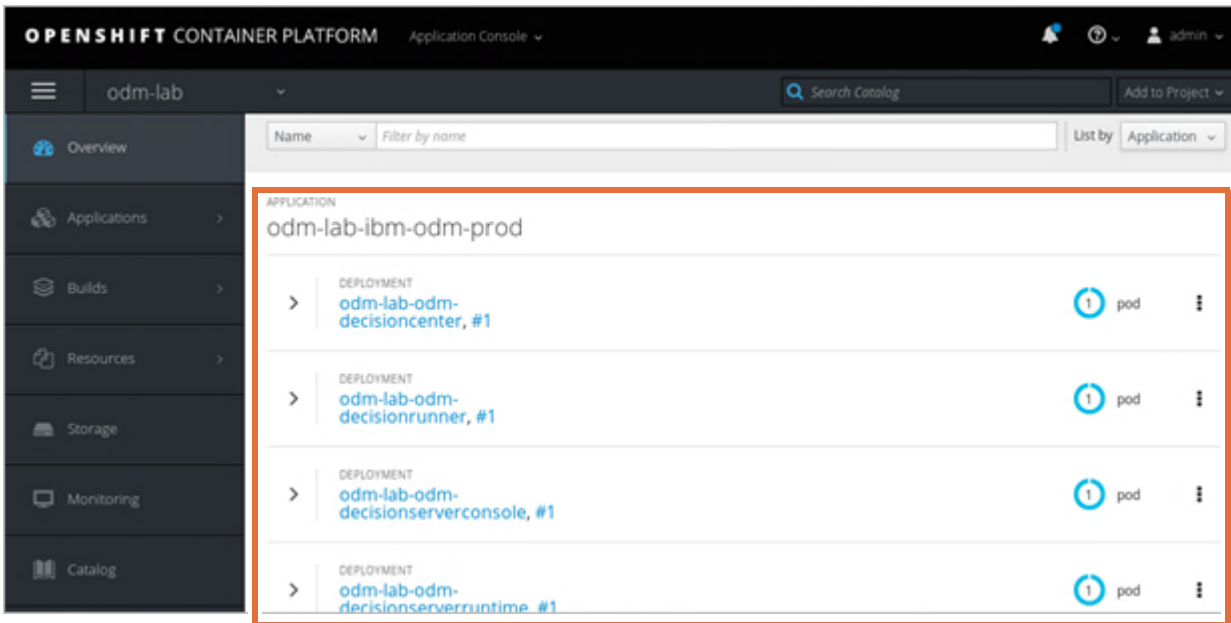 OPENSHIFT CONTAINER PLATFORM Application Console admin
odm-lab Search Catalog Add to Project
Name Filter by name List by Application
Overview
Applications
Builds
Resources
Storage
Monitoring
Catalog
APPLICATION
odm-lab-ibm-odm-prod
DEPLOYMENT
odm-lab-odm-
decisioncenter, #1
1 pod
DEPLOYMENT
odm-lab-odm-
decisionrunner, #1
1 pod
DEPLOYMENT
odm-lab-odm-
decisionserverconsole, #1
1 pod
DEPLOYMENT
odm-lab-odm-
decisionserverruntime, #1
1 pod